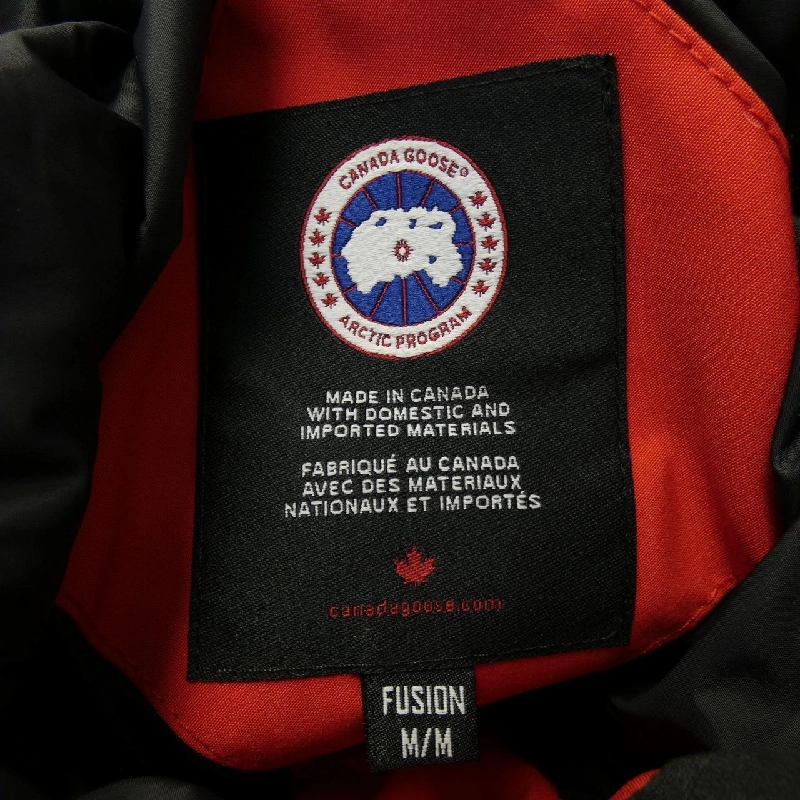 CANADA GOOSE®
ARCTIC PROGRAM
MADE IN CANADA
WITH DOMESTIC AND
IMPORTED MATERIALS
FABRIQUÉ AU CANADA
AVEC DES MATERIAUX
NATIONAUX ET IMPORTÉS
canadagoose.com
FUSION
M/M